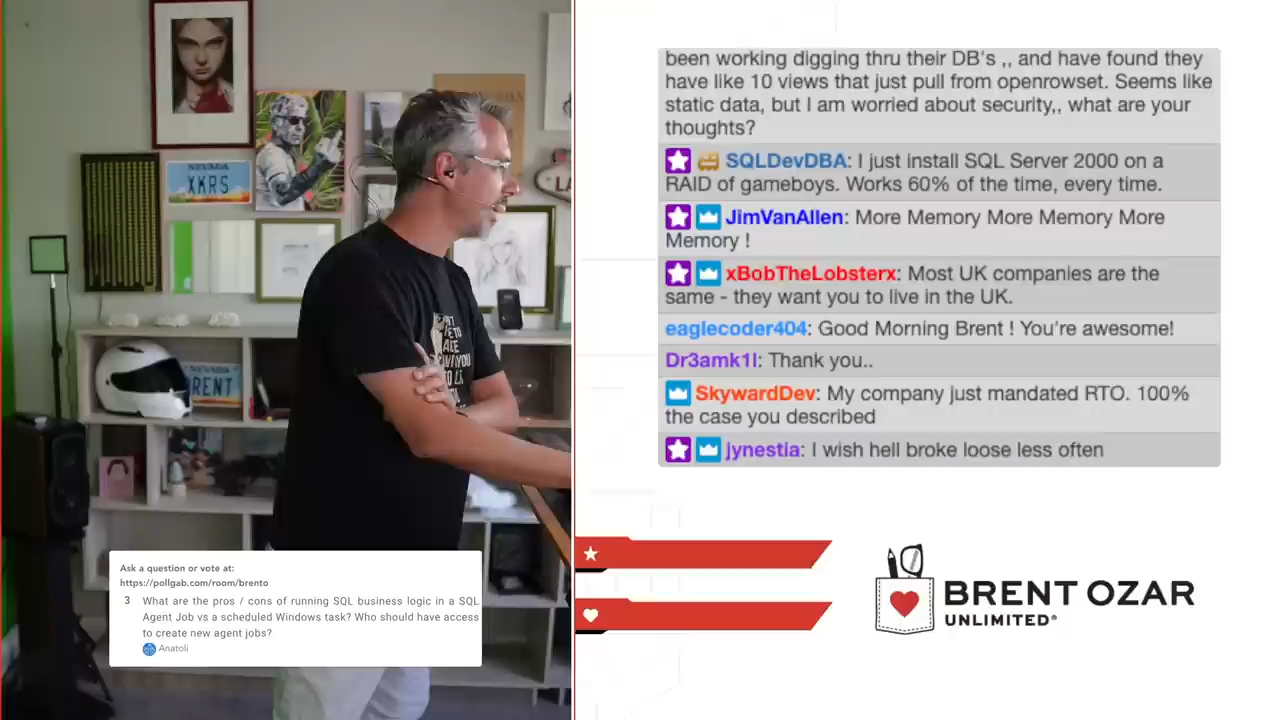 NEVADA
XKRS
NEVADA
BRENT
LA
Ask a question or vote at:
https://pollgab.com/room/brento
3 What are the pros / cons of running SQL business logic in a SQL
Agent Job vs a scheduled Windows task? Who should have access
to create new agent jobs?
Anatoli
been working digging thru their DB's ,, and have found they
have like 10 views that just pull from openrowset. Seems like
static data, but I am worried about security,, what are your
thoughts?
SQLDevDBA: I just install SQL Server 2000 on a
RAID of gameboys. Works 60% of the time, every time.
JimVanAllen: More Memory More Memory More
Memory !
xBobTheLobsterx: Most UK companies are the
same - they want you to live in the UK.
eaglecoder404: Good Morning Brent ! You're awesome!
Dr3amk1l: Thank you..
SkywardDev: My company just mandated RTO. 100%
the case you described
jynestia: I wish hell broke loose less often
BRENT OZAR
UNLIMITED®